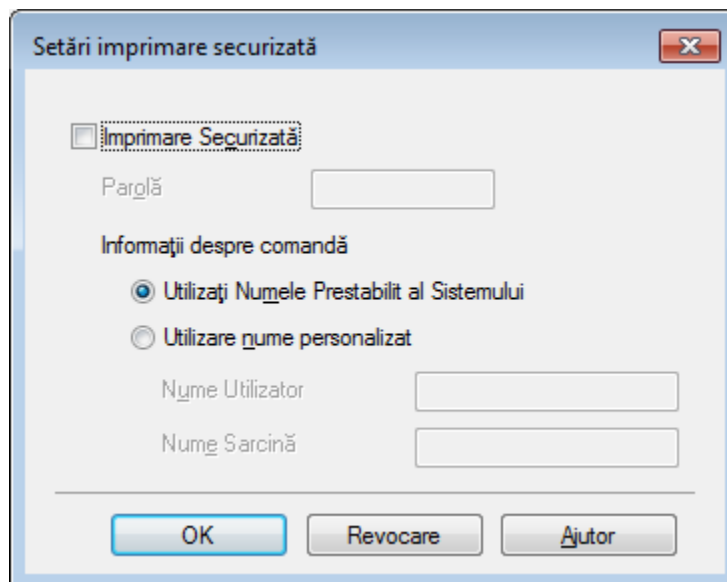 Setări imprimare securizată
Imprimare Securizată
Parolă
Informaţii despre comandă
Utilizaţi Numele Prestabilit al Sistemului
Utilizare nume personalizat
Nume Utilizator
Nume Sarcină
OK Revocare Ajutor